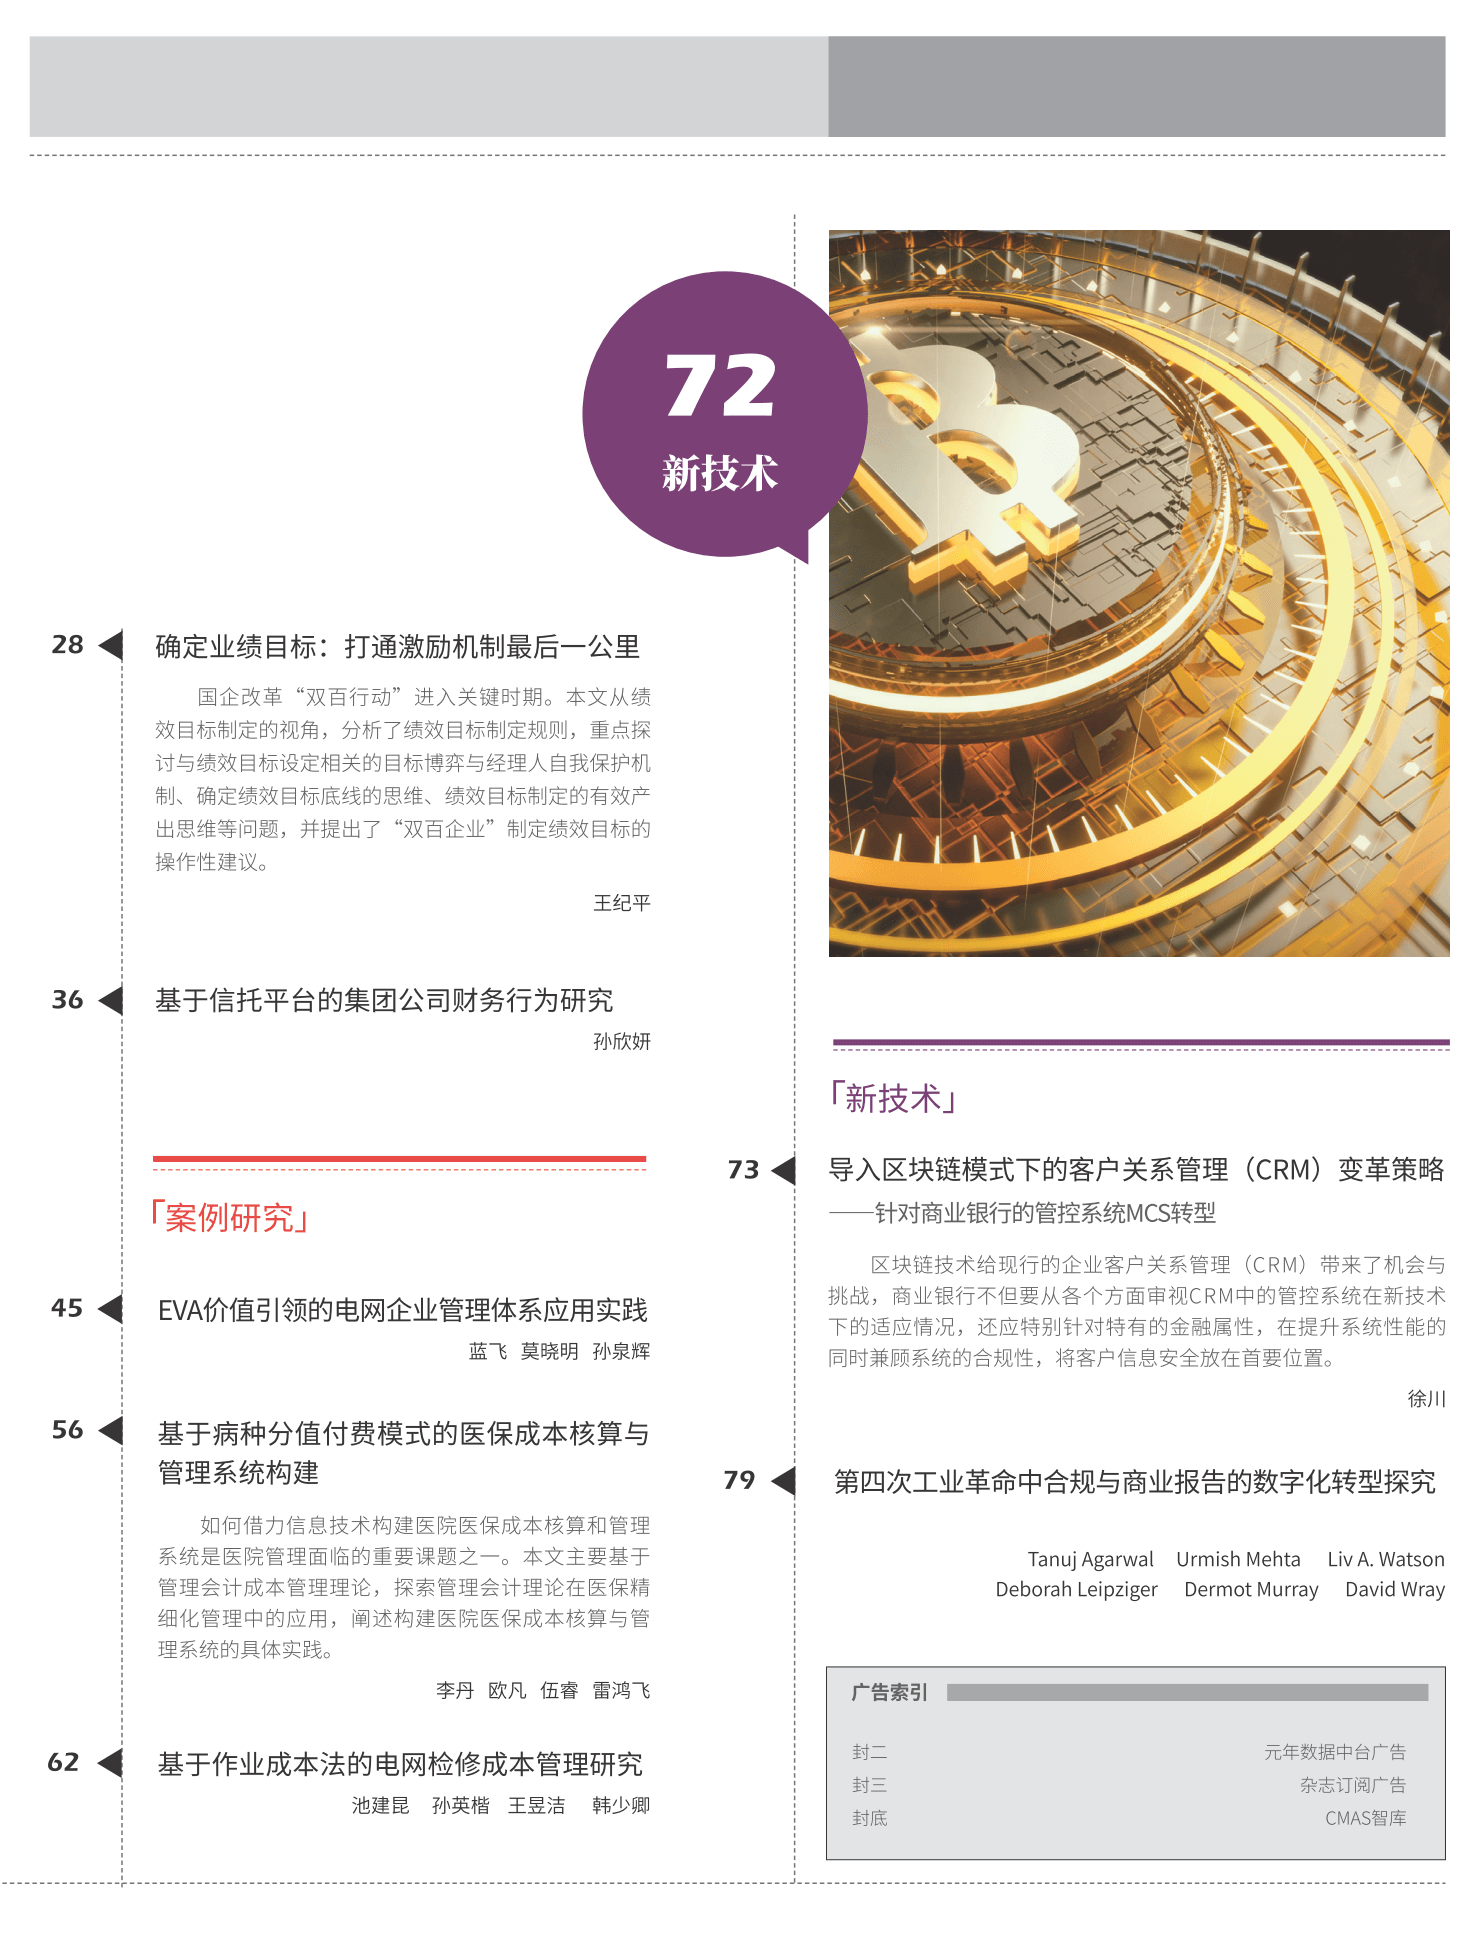 72
新技术
28
确定业绩目标：打通激励机制最后一公里
国企改革“双百行动”进入关键时期。本文从绩
效目标制定的视角，分析了绩效目标制定规则，重点探
讨与绩效目标设定相关的目标博弈与经理人自我保护机
制、确定绩效目标底线的思维、绩效目标制定的有效产
出思维等问题，并提出了“双百企业”制定绩效目标的
操作性建议。
王纪平
36
基于信托平台的集团公司财务行为研究
孙欣妍
「案例研究」
45
EVA价值引领的电网企业管理体系应用实践
蓝飞 莫晓明 孙泉辉
56
基于病种分值付费模式的医保成本核算与
管理系统构建
如何借力信息技术构建医院医保成本核算和管理
系统是医院管理面临的重要课题之一。本文主要基于
管理会计成本管理理论，探索管理会计理论在医保精
细化管理中的应用，阐述构建医院医保成本核算与管
理系统的具体实践。
李丹 欧凡 伍睿 雷鸿飞
62
基于作业成本法的电网检修成本管理研究
池建昆 孙英楷 王昱洁 韩少卿
「新技术」
73
导入区块链模式下的客户关系管理（CRM）变革策略
——针对商业银行的管控系统MCS转型
区块链技术给现行的企业客户关系管理（CRM）带来了机会与
挑战，商业银行不但要从各个方面审视CRM中的管控系统在新技术
下的适应情况，还应特别针对特有的金融属性，在提升系统性能的
同时兼顾系统的合规性，将客户信息安全放在首要位置。
徐川
79
第四次工业革命中合规与商业报告的数字化转型探究
Tanuj Agarwal Urmish Mehta Liv A. Watson
Deborah Leipziger Dermot Murray David Wray
广告索引
封二 元年数据中台广告
封三 杂志订阅广告
封底 CMAS智库